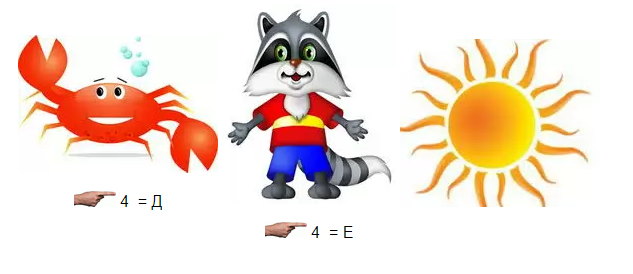 4 = Д
4 = Е